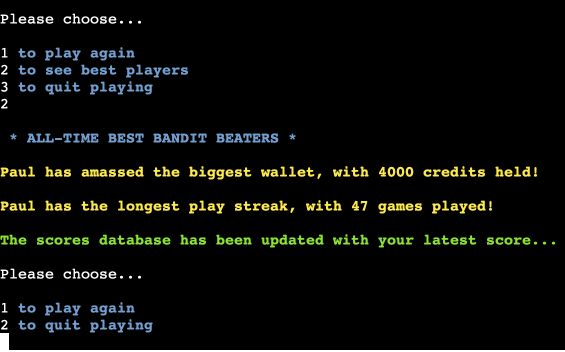 Please choose...
1 to play again
2 to see best players
3 to quit playing
2
* ALL-TIME BEST BANDIT BEATERS *
Paul has amassed the biggest wallet, with 4000 credits held!
Paul has the longest play streak, with 47 games played!
The scores database has been updated with your latest score...
Please choose...
1 to play again
2 to quit playing